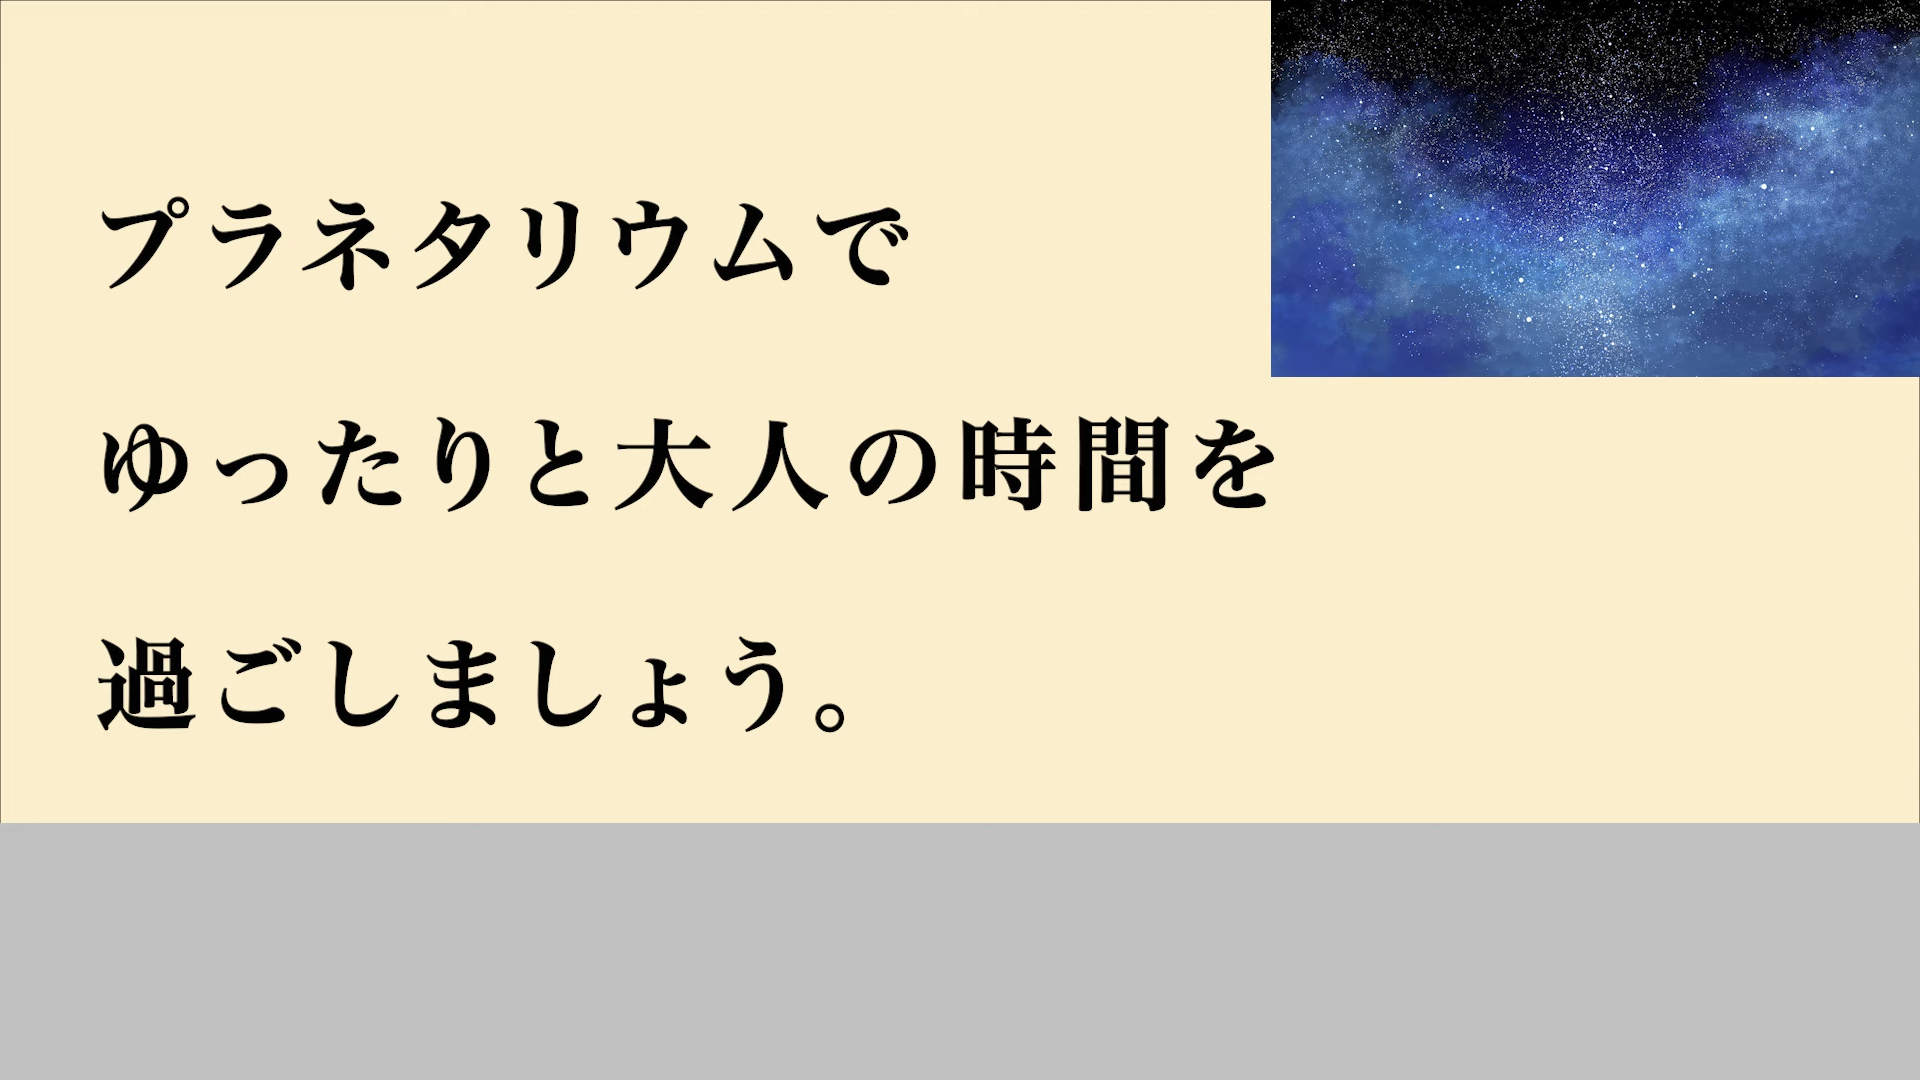 プラネタリウムで
ゆったりと大人の時間を
過ごしましょう。